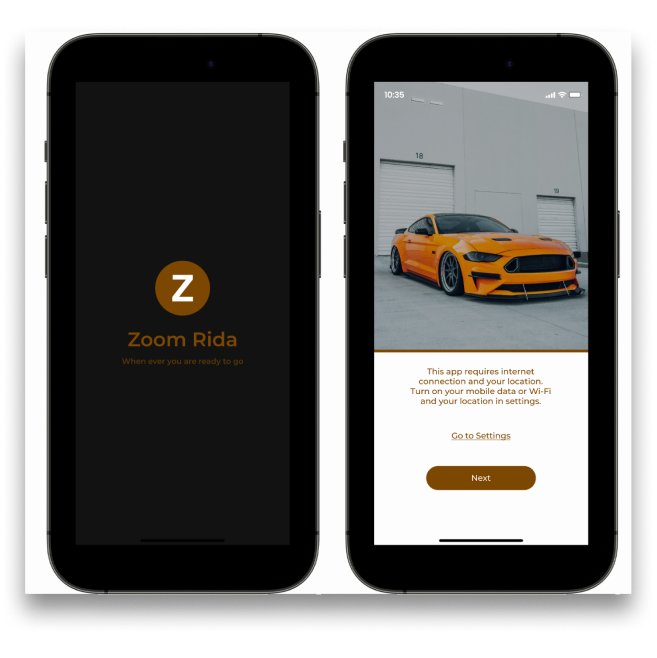 Z
Zoom Rida
When ever you are ready to go
10:35
18
19
This app requires internet
connection and your location.
Turn on your mobile data or Wi-Fi
and your location in settings.
Go to Settings
Next